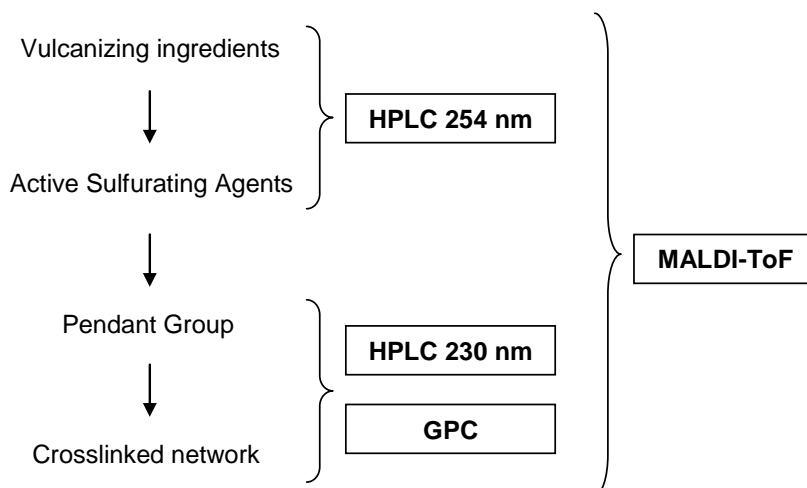 Vulcanizing ingredients
HPLC 254 nm
Active Sulfurating Agents
MALDI-ToF
Pendant Group
HPLC 230 nm
GPC
Crosslinked network